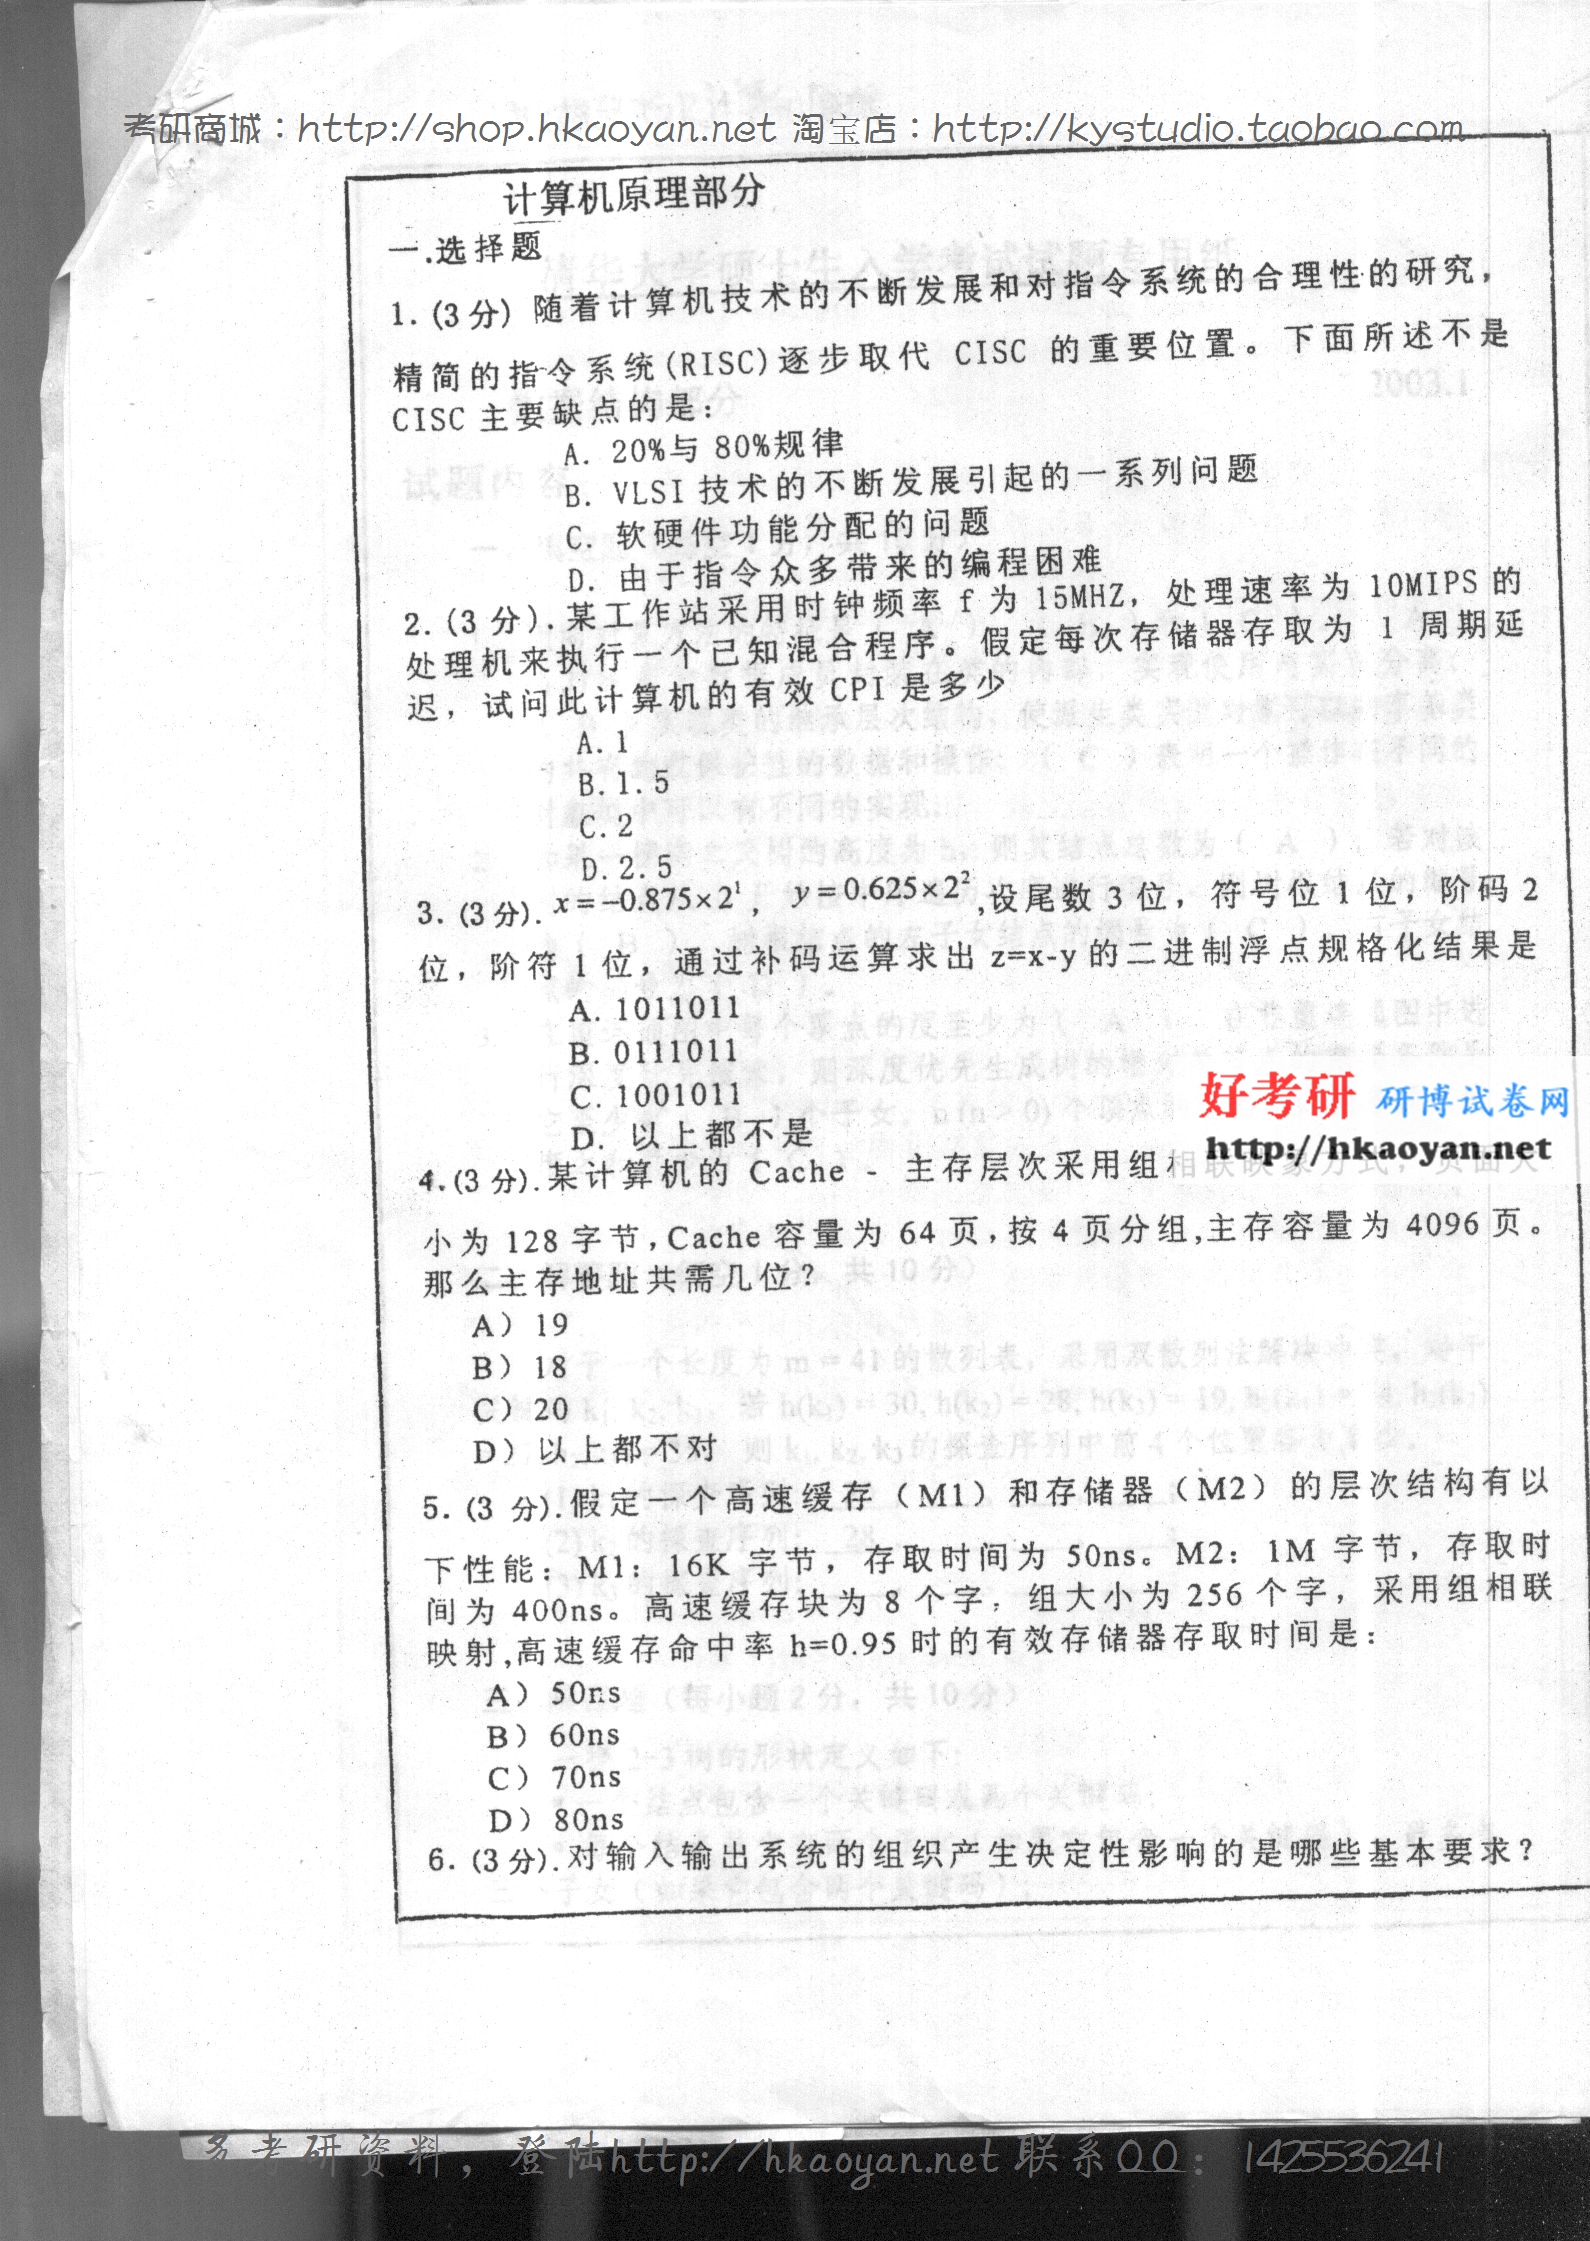 考研商城：http://shop.hkaoyan.net 淘宝店：http://kystudio.taobao.com
计算机原理部分
一.选择题
1. (3分) 随着计算机技术的不断发展和对指令系统的合理性的研究，
精简的指令系统(RISC)逐步取代 CISC 的重要位置。下面所述不是
CISC 主要缺点的是：
A. 20%与 80%规律
B. VLSI 技术的不断发展引起的一系列问题
C. 软硬件功能分配的问题
D. 由于指令众多带来的编程困难
2. (3 分). 某工作站采用时钟频率 f 为 15MHZ，处理速率为 10MIPS 的
处理机来执行一个已知混合程序。假定每次存储器存取为 1 周期延
迟，试问此计算机的有效 CPI 是多少
A. 1
B. 1.5
C. 2
D. 2.5
3. (3分). x=-0.875×2¹， y=0.625×2² ,设尾数 3 位，符号位 1 位，阶码 2
位，阶符 1 位，通过补码运算求出 z=x-y 的二进制浮点规格化结果是
A. 1011011
B. 0111011
C. 1001011
D. 以上都不是
好考研 研博试卷网
http://hkaoyan.net
4. (3 分). 某计算机的 Cache - 主存层次采用组相联映象方式，页面大
小为 128 字节，Cache 容量为 64 页，按 4 页分组,主存容量为 4096 页。
那么主存地址共需几位？
A）19
B）18
C）20
D）以上都不对
5. (3 分). 假定一个高速缓存（M1）和存储器（M2）的层次结构有以
下性能：M1：16K 字节，存取时间为 50ns。M2：1M 字节，存取时
间为 400ns。高速缓存块为 8 个字，组大小为 256 个字，采用组相联
映射,高速缓存命中率 h=0.95 时的有效存储器存取时间是：
A）50ns
B）60ns
C）70ns
D）80ns
6. (3分). 对输入输出系统的组织产生决定性影响的是哪些基本要求？
多考研资料，登陆http://hkaoyan.net 联系QQ：1425536241